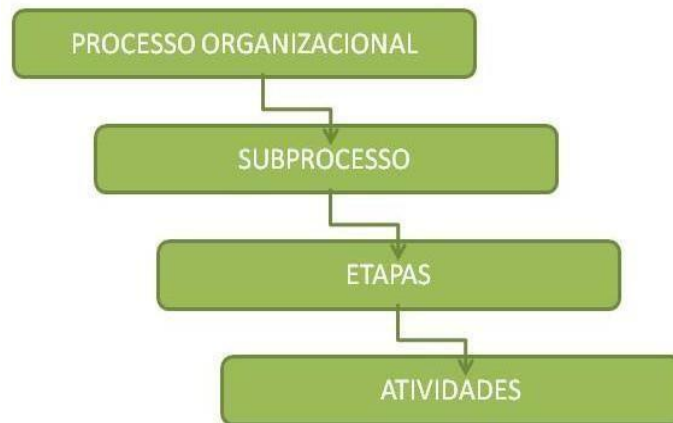 PROCESSO ORGANIZACIONAL
SUBPROCESSO
ETAPAS
ATIVIDADES